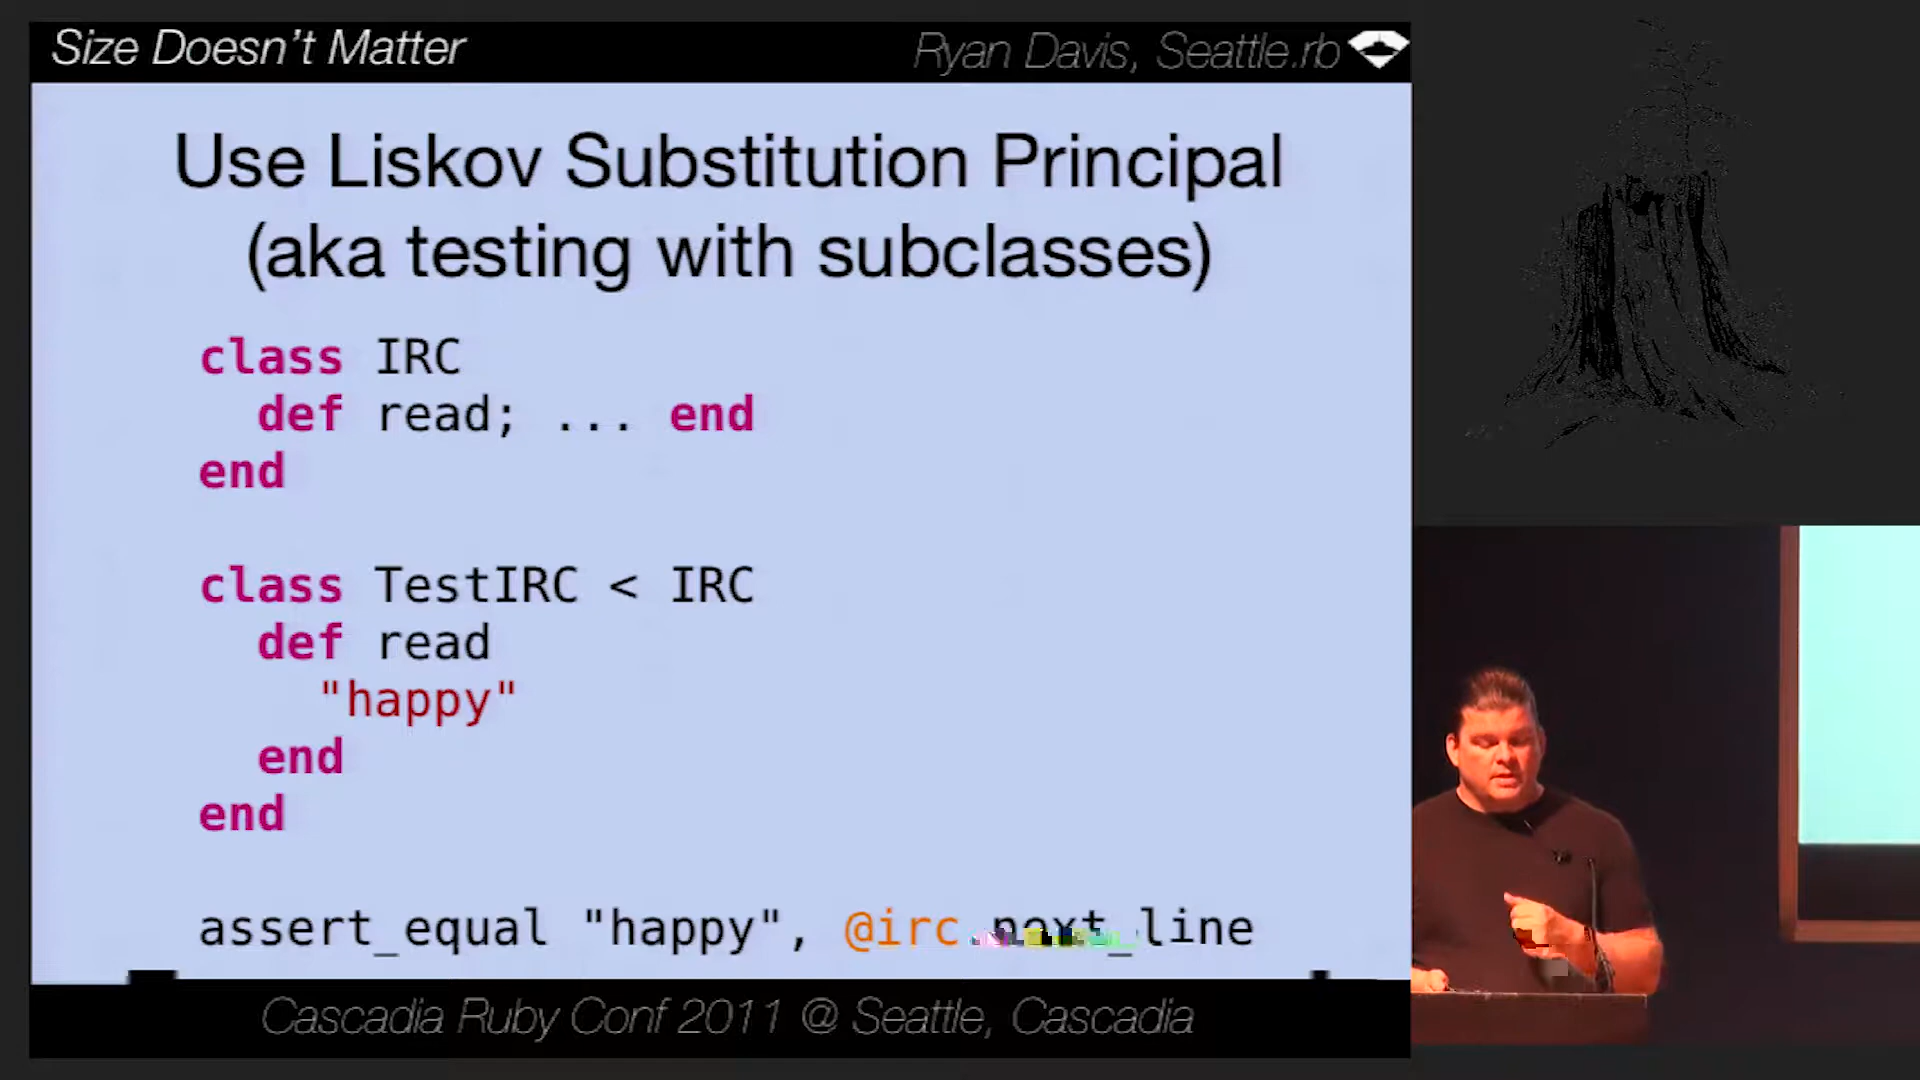 Size Doesn't Matter
Ryan Davis, Seattle.rb
Use Liskov Substitution Principal
(aka testing with subclasses)
class IRC
def read; ... end
end
class TestIRC < IRC
def read
"happy"
end
end
assert_equal "happy", @irc.next_line
Cascadia Ruby Conf 2011 @ Seattle, Cascadia